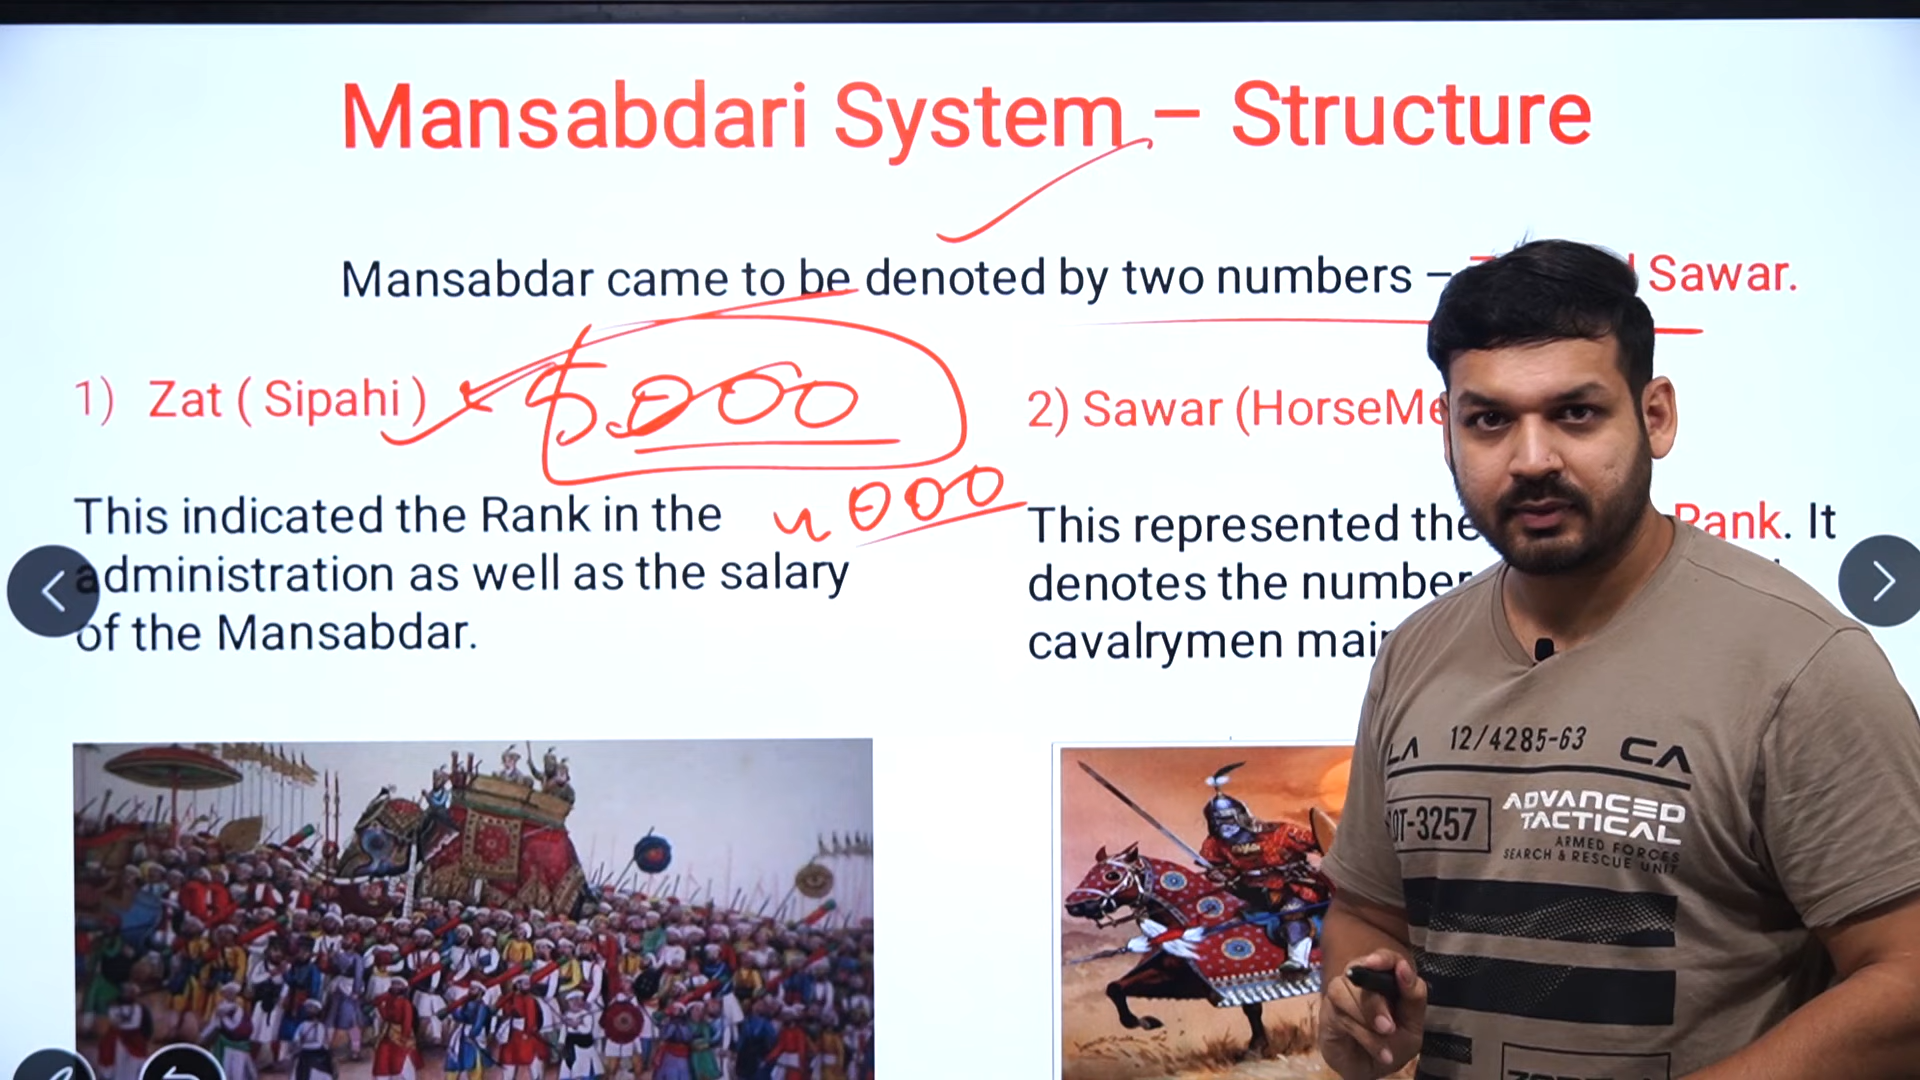 Mansabdari System – Structure
Mansabdar came to be denoted by two numbers – Sawar.
1) Zat ( Sipahi )
5000
2) Sawar (HorseMe
4000
This indicated the Rank in the
administration as well as the salary
of the Mansabdar.
This represented the Rank. It
denotes the number
cavalrymen
LA 12/4285-63 CA
OT-3257
ADVANCED
TACTICAL
ARMED FORCES
SEARCH & RESCUE UNIT